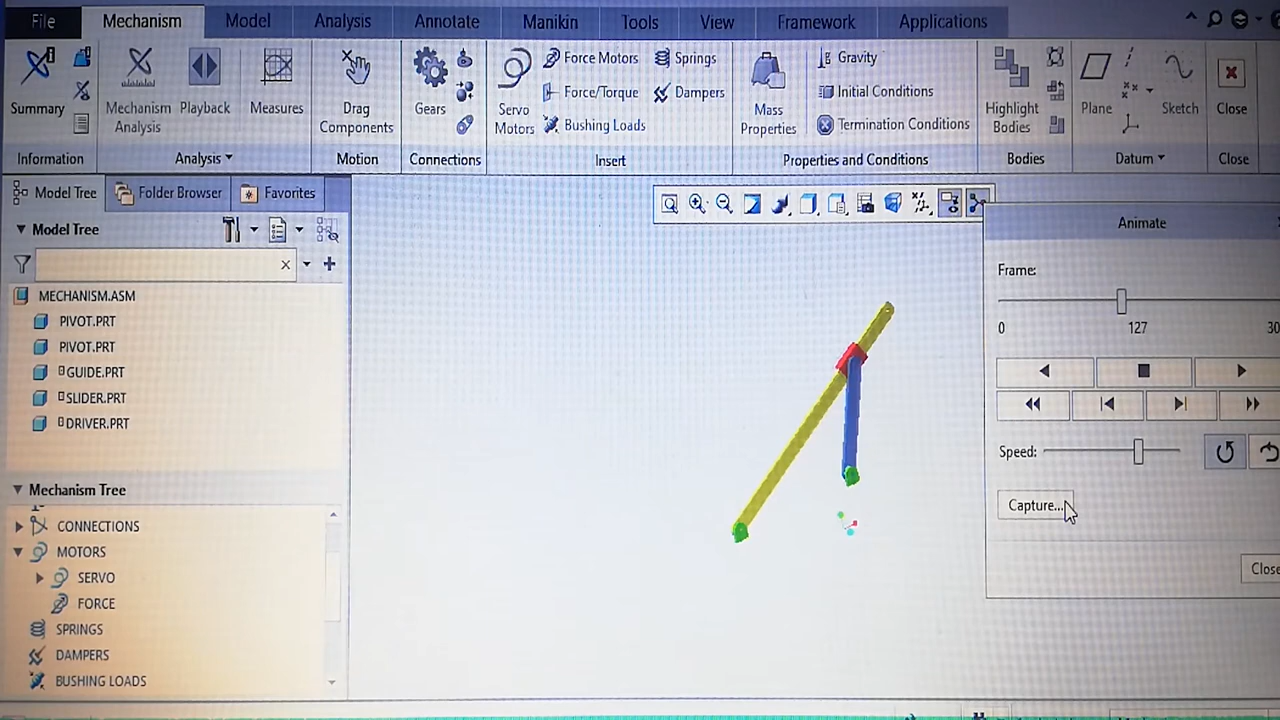 File Mechanism Model Analysis Annotate Manikin Tools View Framework Applications
Summary
Mechanism Analysis
Playback
Measures
Drag Components
Gears
Servo Motors
Force Motors
Force/Torque
Bushing Loads
Springs
Dampers
Mass Properties
Gravity
Initial Conditions
Termination Conditions
Highlight Bodies
Plane
Sketch
Close
Information Analysis Motion Connections Insert Properties and Conditions Bodies Datum Close
Model Tree Folder Browser Favorites
Model Tree
MECHANISM.ASM
PIVOT.PRT
PIVOT.PRT
GUIDE.PRT
SLIDER.PRT
DRIVER.PRT
Mechanism Tree
CONNECTIONS
MOTORS
SERVO
FORCE
SPRINGS
DAMPERS
BUSHING LOADS
Animate
Frame:
0 127 30
Speed:
Capture...
Close